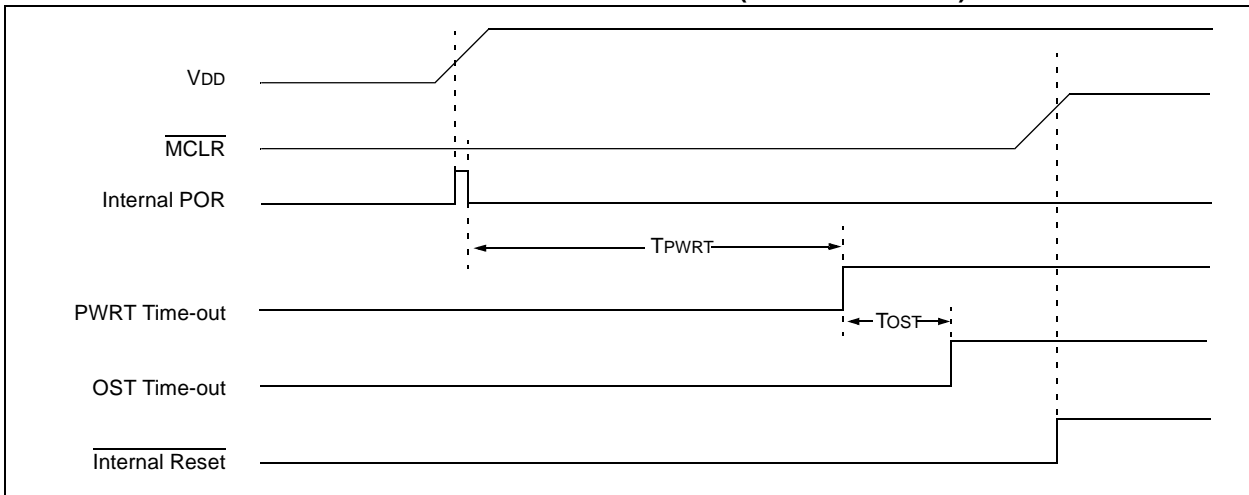 VDD
MCLR
Internal POR
TPWRT
PWRT Time-out
TOST
OST Time-out
Internal Reset